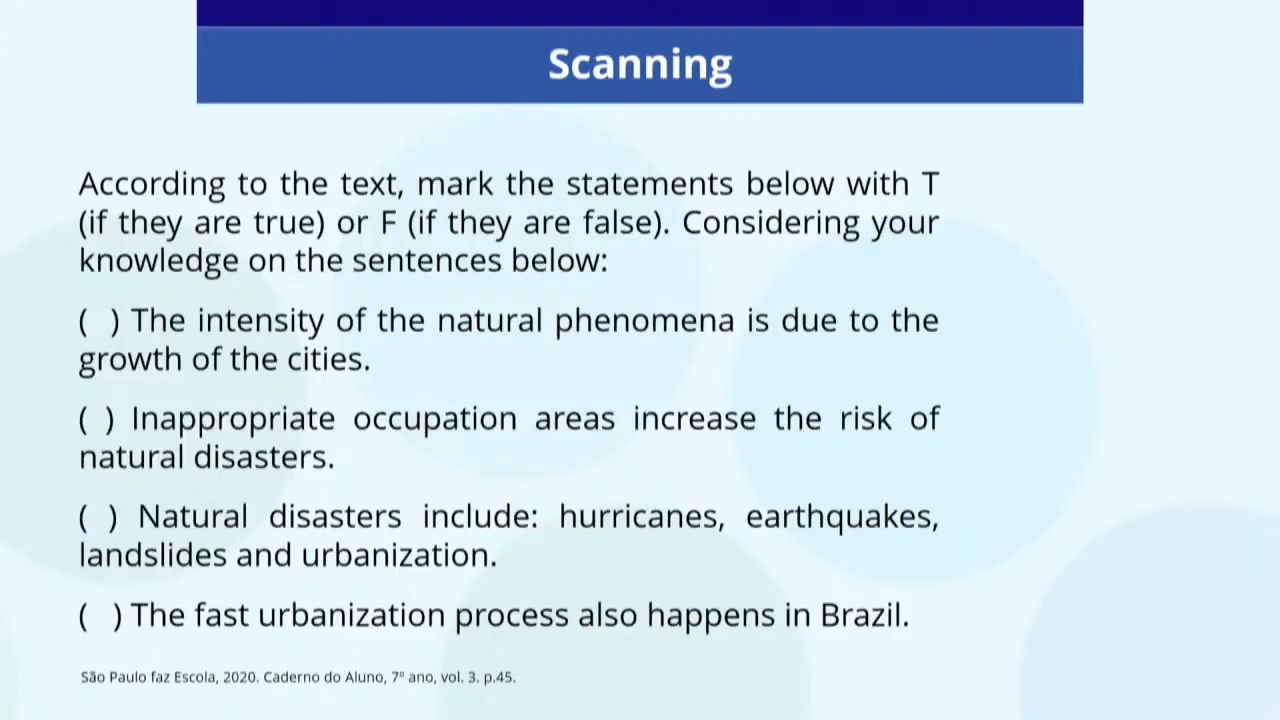 Scanning
According to the text, mark the statements below with T
(if they are true) or F (if they are false). Considering your
knowledge on the sentences below:
( ) The intensity of the natural phenomena is due to the
growth of the cities.
( ) Inappropriate occupation areas increase the risk of
natural disasters.
( ) Natural disasters include: hurricanes, earthquakes,
landslides and urbanization.
( ) The fast urbanization process also happens in Brazil.
São Paulo faz Escola, 2020. Caderno do Aluno, 7º ano, vol. 3. p.45.